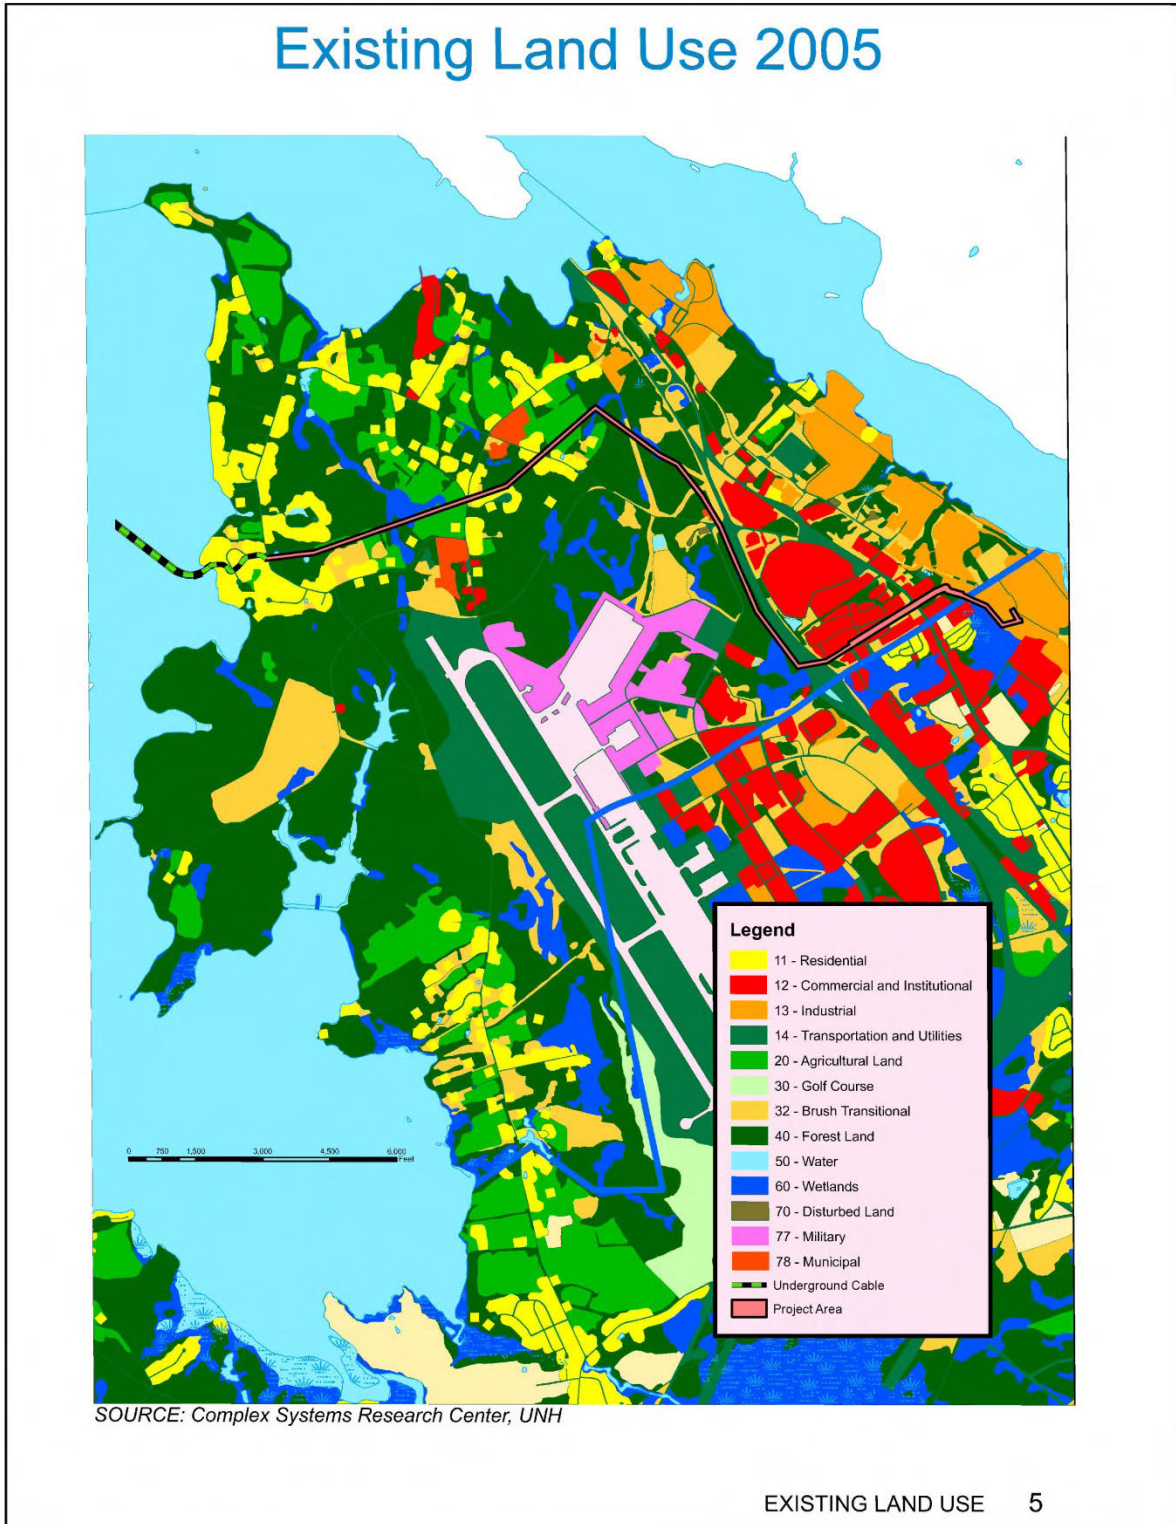 Existing Land Use 2005
Legend
11 - Residential
12 - Commercial and Institutional
13 - Industrial
14 - Transportation and Utilities
20 - Agricultural Land
30 - Golf Course
32 - Brush Transitional
40 - Forest Land
50 - Water
60 - Wetlands
70 - Disturbed Land
77 - Military
78 - Municipal
Underground Cable
Project Area
0 750 1,500 3,000 4,500 6,000
Feet
SOURCE: Complex Systems Research Center, UNH
EXISTING LAND USE 5